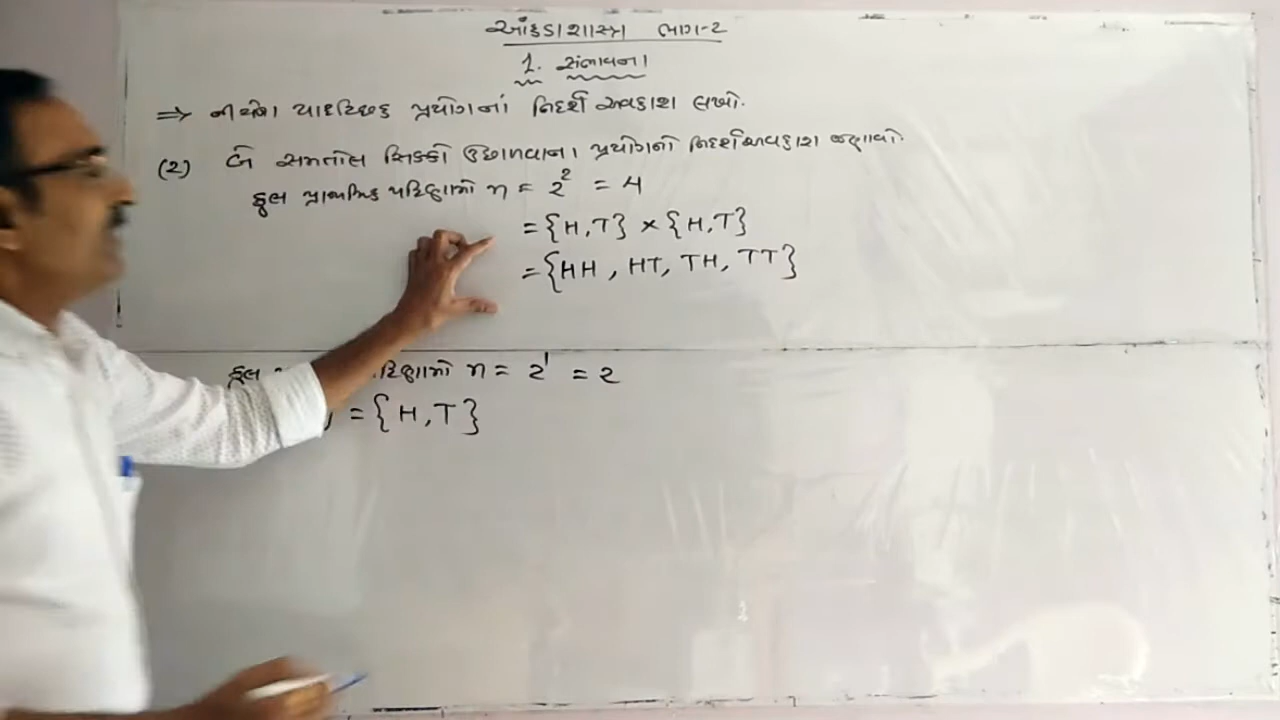 આંકડાશાસ્ત્ર ભાગ-2
1. સંભાવના
⇒ નીચેના યાદચ્છિક પ્રયોગનાં નિદર્શ અવકાશ લખો.
(2) બે સમતોલ સિક્કો ઉછાળવાના પ્રયોગનો નિદર્શઅવકાશ જણાવો.
કુલ પ્રાથમિક પરિણામો n = 2² = 4
= {H,T} × {H,T}
= {HH, HT, TH, TT}
કુલ પરિણામો n = 2¹ = 2
= {H,T}